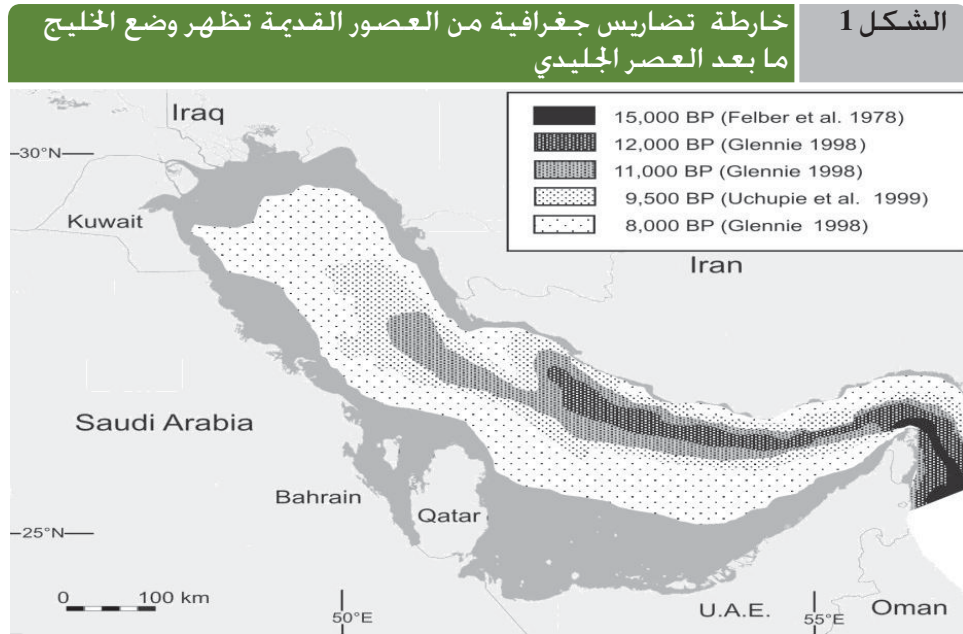 الشكل 1
خارطة تضاريس جغرافية من العصور القديمة تظهر وضع الخليج
ما بعد العصر الجليدي
15,000 BP (Felber et al. 1978)
12,000 BP (Glennie 1998)
11,000 BP (Glennie 1998)
9,500 BP (Uchupie et al. 1999)
8,000 BP (Glennie 1998)
Iraq
30°N
Kuwait
Iran
Saudi Arabia
Bahrain
Qatar
25°N
0 100 km
50°E
U.A.E.
55°E
Oman